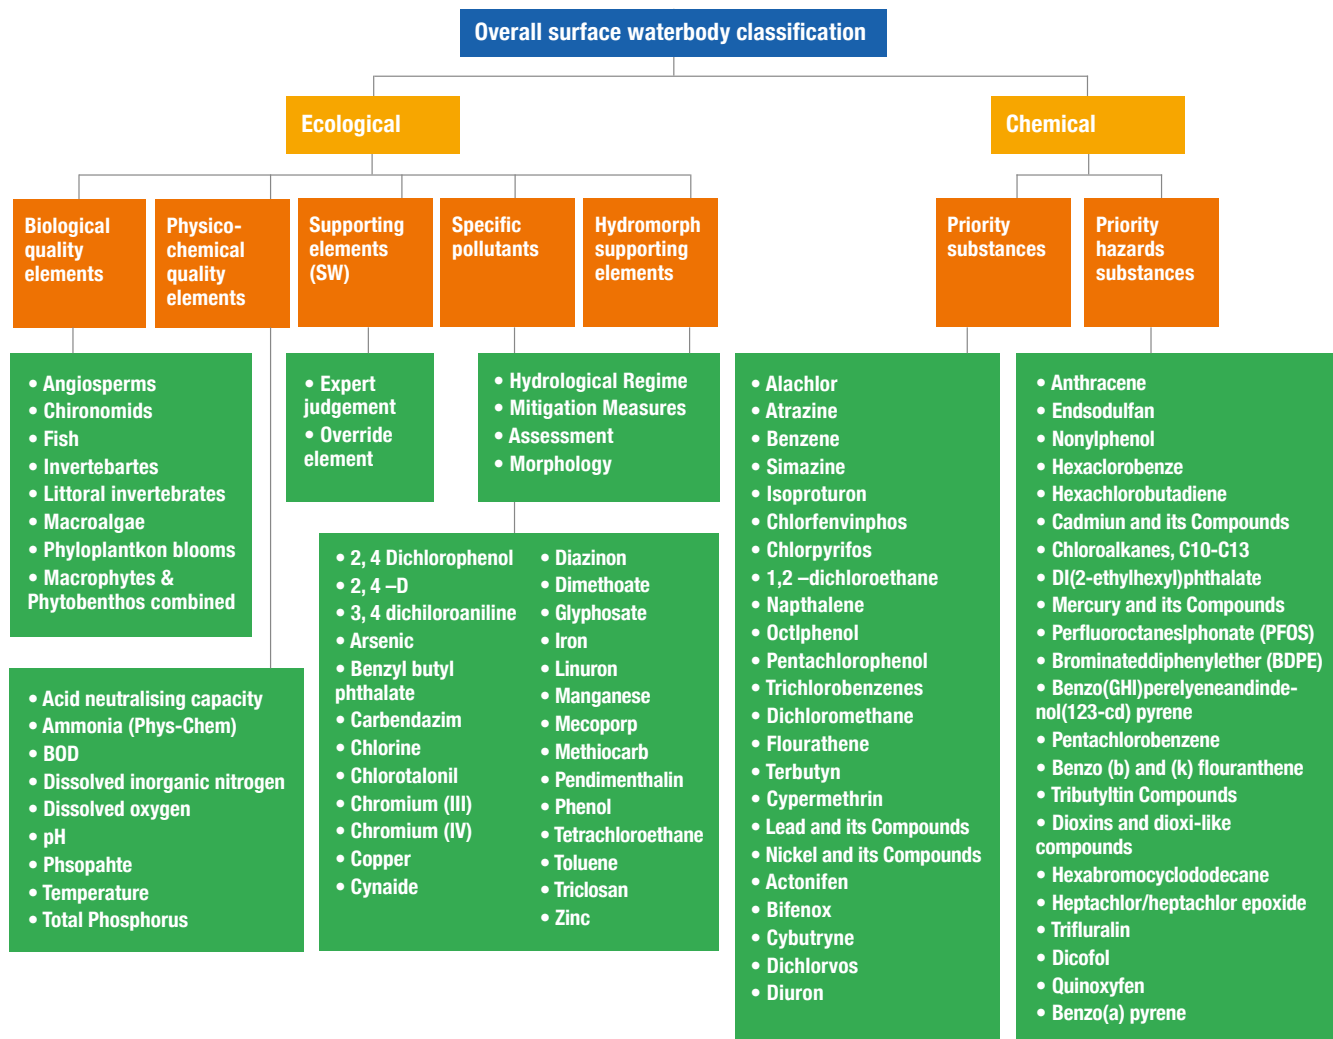 Overall surface waterbody classification
Ecological
Chemical
Biological
quality
elements
Physico-
chemical
quality
elements
Supporting
elements
(SW)
Specific
pollutants
Hydromorph
supporting
elements
Priority
substances
Priority
hazards
substances
• Angiosperms
• Chironomids
• Fish
• Invertebartes
• Littoral invertebrates
• Macroalgae
• Phyloplantkon blooms
• Macrophytes &
Phytobenthos combined
• Expert
judgement
• Override
element
• Hydrological Regime
• Mitigation Measures
• Assessment
• Morphology
• Acid neutralising capacity
• Ammonia (Phys-Chem)
• BOD
• Dissolved inorganic nitrogen
• Dissolved oxygen
• pH
• Phsopahte
• Temperature
• Total Phosphorus
• 2, 4 Dichlorophenol
• 2, 4 –D
• 3, 4 dichiloroaniline
• Arsenic
• Benzyl butyl
phthalate
• Carbendazim
• Chlorine
• Chlorotalonil
• Chromium (III)
• Chromium (IV)
• Copper
• Cynaide
• Diazinon
• Dimethoate
• Glyphosate
• Iron
• Linuron
• Manganese
• Mecoporp
• Methiocarb
• Pendimenthalin
• Phenol
• Tetrachloroethane
• Toluene
• Triclosan
• Zinc
• Alachlor
• Atrazine
• Benzene
• Simazine
• Isoproturon
• Chlorfenvinphos
• Chlorpyrifos
• 1,2 –dichloroethane
• Napthalene
• Octlphenol
• Pentachlorophenol
• Trichlorobenzenes
• Dichloromethane
• Flourathene
• Terbutyn
• Cypermethrin
• Lead and its Compounds
• Nickel and its Compounds
• Actonifen
• Bifenox
• Cybutryne
• Dichlorvos
• Diuron
• Anthracene
• Endsodulfan
• Nonylphenol
• Hexaclorobenze
• Hexachlorobutadiene
• Cadmiun and its Compounds
• Chloroalkanes, C10-C13
• DI(2-ethylhexyl)phthalate
• Mercury and its Compounds
• Perfluoroctaneslphonate (PFOS)
• Brominateddiphenylether (BDPE)
• Benzo(GHI)perelyeneandinde-
nol(123-cd) pyrene
• Pentachlorobenzene
• Benzo (b) and (k) flouranthene
• Tributyltin Compounds
• Dioxins and dioxi-like
compounds
• Hexabromocyclododecane
• Heptachlor/heptachlor epoxide
• Trifluralin
• Dicofol
• Quinoxyfen
• Benzo(a) pyrene